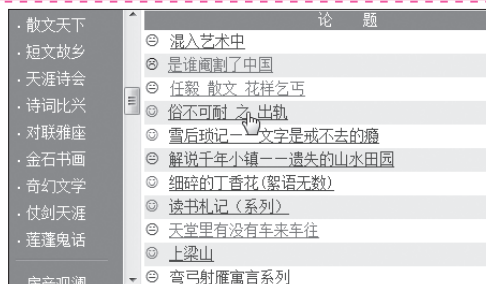 · 散文天下
· 短文故乡
· 天涯诗会
· 诗词比兴
· 对联雅座
· 金石书画
· 奇幻文学
· 仗剑天涯
· 莲蓬鬼话
论 题
混入艺术中
是谁阉割了中国
任毅 散文 花样乞丐
俗不可耐 之 出轨
雪后琐记－－文字是戒不去的瘾
解说千年小镇－－遗失的山水田园
细碎的丁香花(絮语无数)
读书札记（系列）
天堂里有没有车来车往
上梁山
弯弓射雁寓言系列